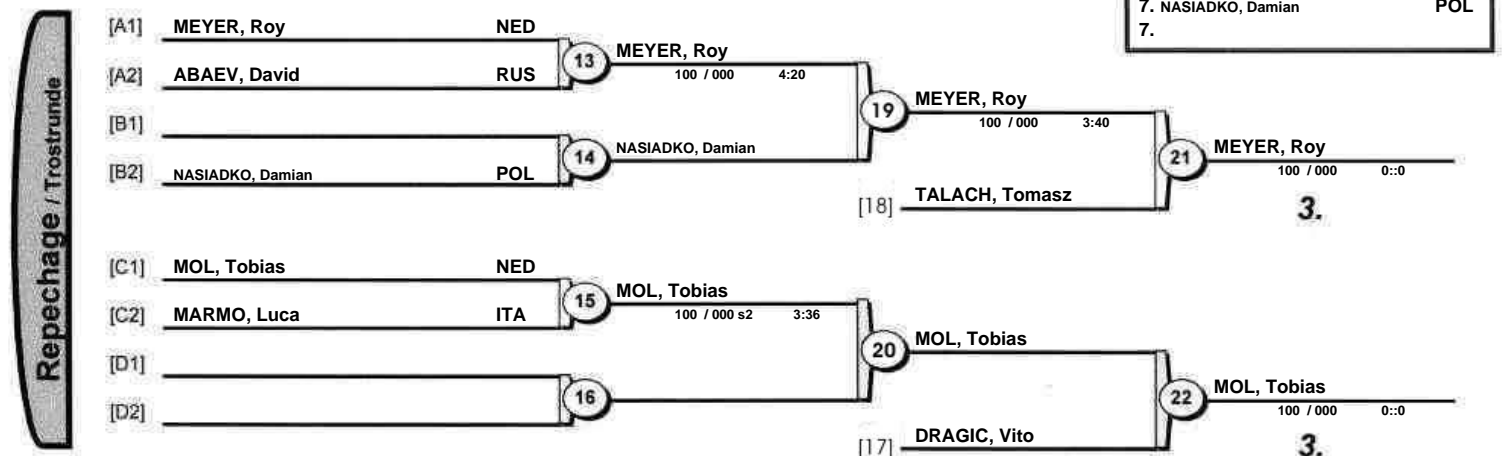 7. NASIADKO, Damian POL
7.
Repechage / Trostrunde
[A1] MEYER, Roy NED
[A2] ABAEV, David RUS
13 MEYER, Roy
100 / 000 4:20
[B1]
[B2] NASIADKO, Damian POL
14 NASIADKO, Damian
19 MEYER, Roy
100 / 000 3:40
[18] TALACH, Tomasz
21 MEYER, Roy
100 / 000 0::0
3.
[C1] MOL, Tobias NED
[C2] MARMO, Luca ITA
15 MOL, Tobias
100 / 000 s2 3:36
[D1]
[D2]
16
20 MOL, Tobias
[17] DRAGIC, Vito
22 MOL, Tobias
100 / 000 0::0
3.